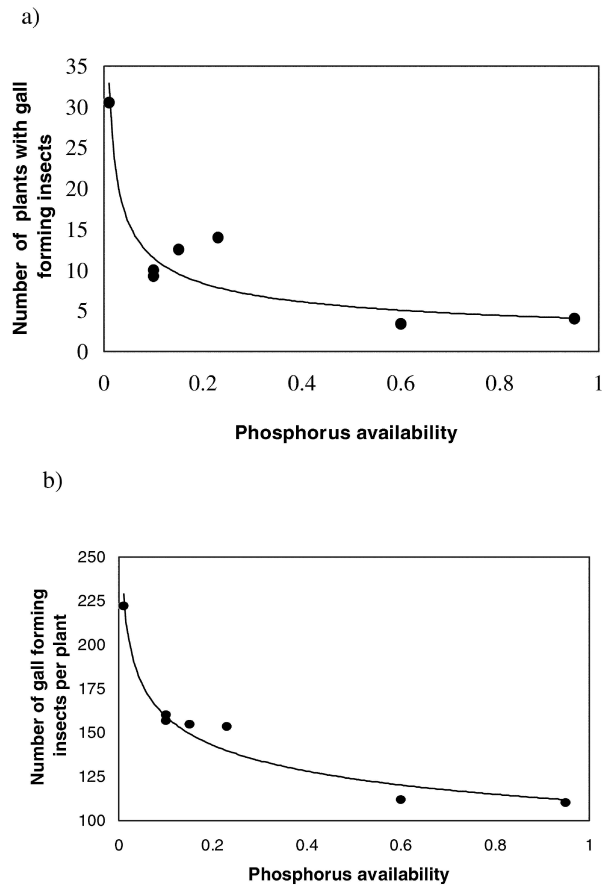 a)
Number of plants with gall
forming insects
35
30
25
20
15
10
5
0
0 0.2 0.4 0.6 0.8 1
Phosphorus availability
b)
Number of gall forming
insects per plant
250
225
200
175
150
125
100
0 0.2 0.4 0.6 0.8 1
Phosphorus availability